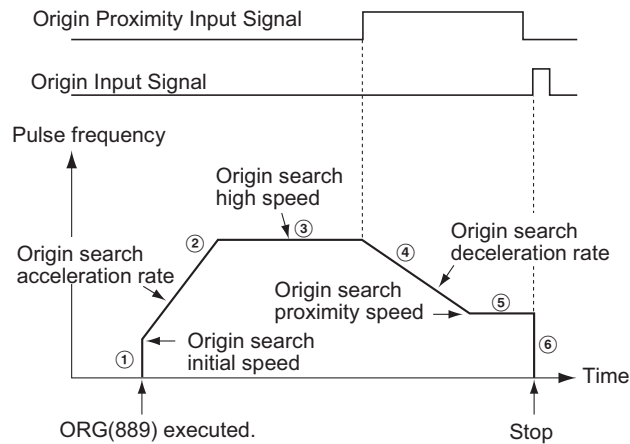 Origin Proximity Input Signal
Origin Input Signal
Pulse frequency
Origin search
high speed
②
③
Origin search
acceleration rate
④
Origin search
deceleration rate
Origin search
proximity speed
⑤
①
Origin search
initial speed
⑥
Time
ORG(889) executed.
Stop